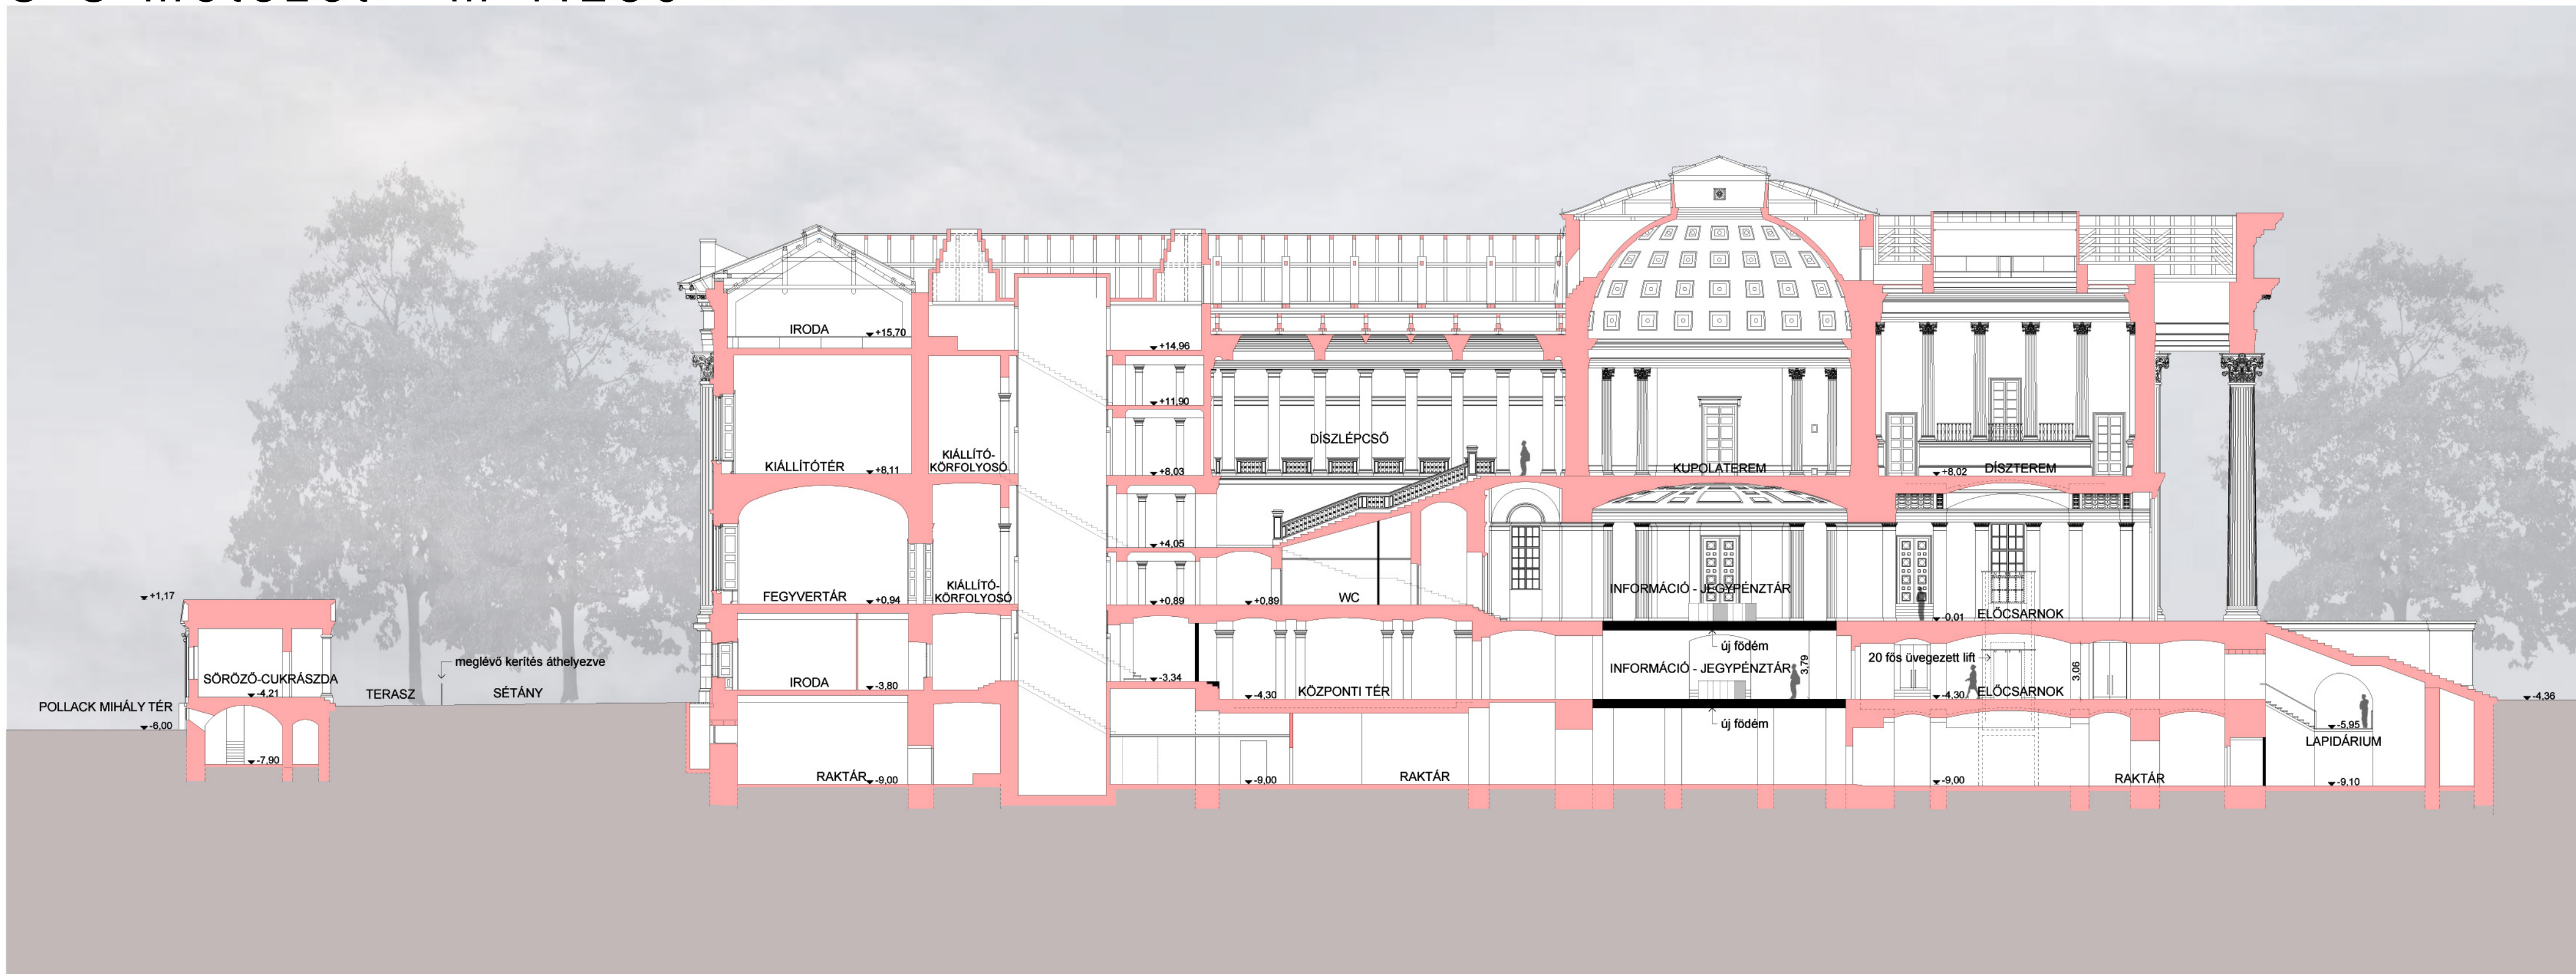 IRODA
+15,70
+14,96
+11,90
DÍSZLÉPCSŐ
KIÁLLÍTÓTÉR
+8,11
KIÁLLÍTÓ-
KÖRFOLYOSÓ
+8,03
KUPOLATEREM
+8,02
DÍSZTEREM
+4,05
+1,17
FEGYVERTÁR
+0,94
KIÁLLÍTÓ-
KÖRFOLYOSÓ
+0,89
+0,89
WC
INFORMÁCIÓ - JEGYPÉNZTÁR
-0,01
ELŐCSARNOK
új födém
meglévő kerítés áthelyezve
20 fős üvegezett lift
SÖRÖZŐ-CUKRÁSZDA
-4,21
TERASZ
SÉTÁNY
IRODA
-3,80
-3,34
-4,30
KÖZPONTI TÉR
INFORMÁCIÓ - JEGYPÉNZTÁR
3,79
3,06
-4,30
ELŐCSARNOK
-4,36
POLLACK MIHÁLY TÉR
-6,00
új födém
-5,95
LAPIDÁRIUM
-7,90
RAKTÁR
-9,00
-9,00
RAKTÁR
-9,00
RAKTÁR
-9,10